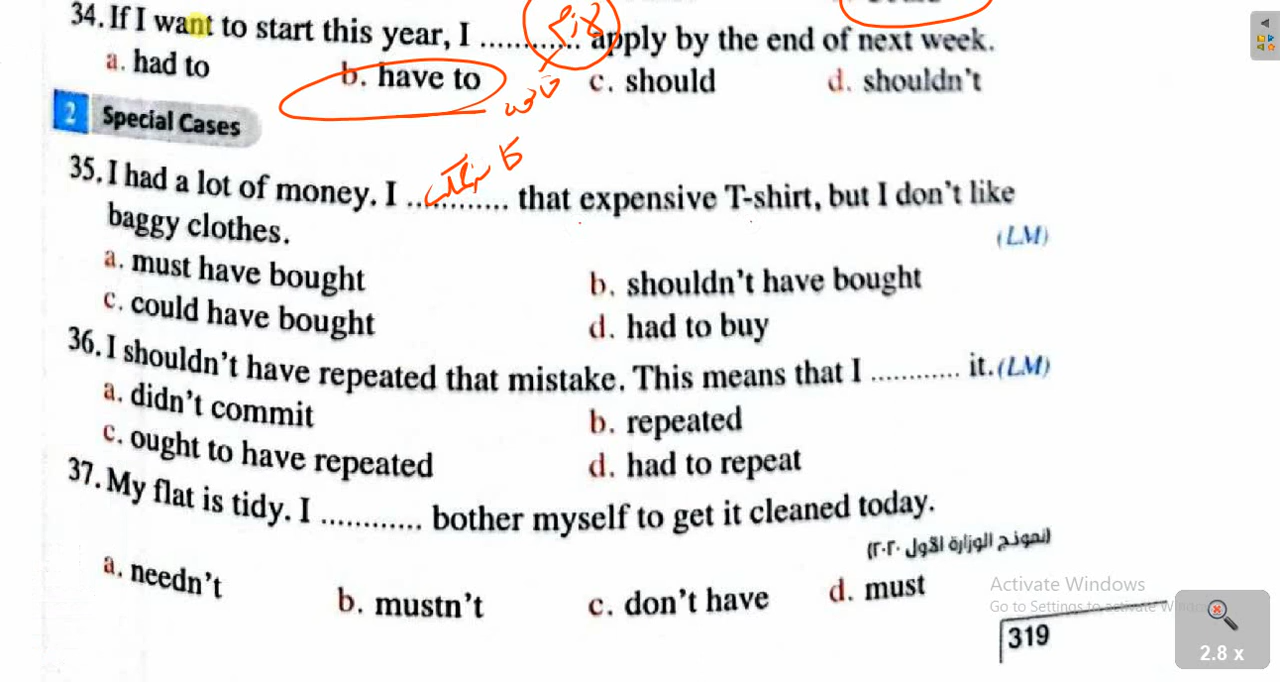 34. If I want to start this year, I ............ apply by the end of next week.
a. had to b. have to c. should d. shouldn't
2 Special Cases
35. I had a lot of money. I ............ that expensive T-shirt, but I don't like
baggy clothes. (LM)
a. must have bought b. shouldn't have bought
c. could have bought d. had to buy
36. I shouldn't have repeated that mistake. This means that I ............ it. (LM)
a. didn't commit b. repeated
c. ought to have repeated d. had to repeat
37. My flat is tidy. I ............ bother myself to get it cleaned today.
(نموذج الوزارة الأول ٢٠٢٠)
a. needn't b. mustn't c. don't have d. must
Activate Windows
Go to Settings to activate
319
2.8 x